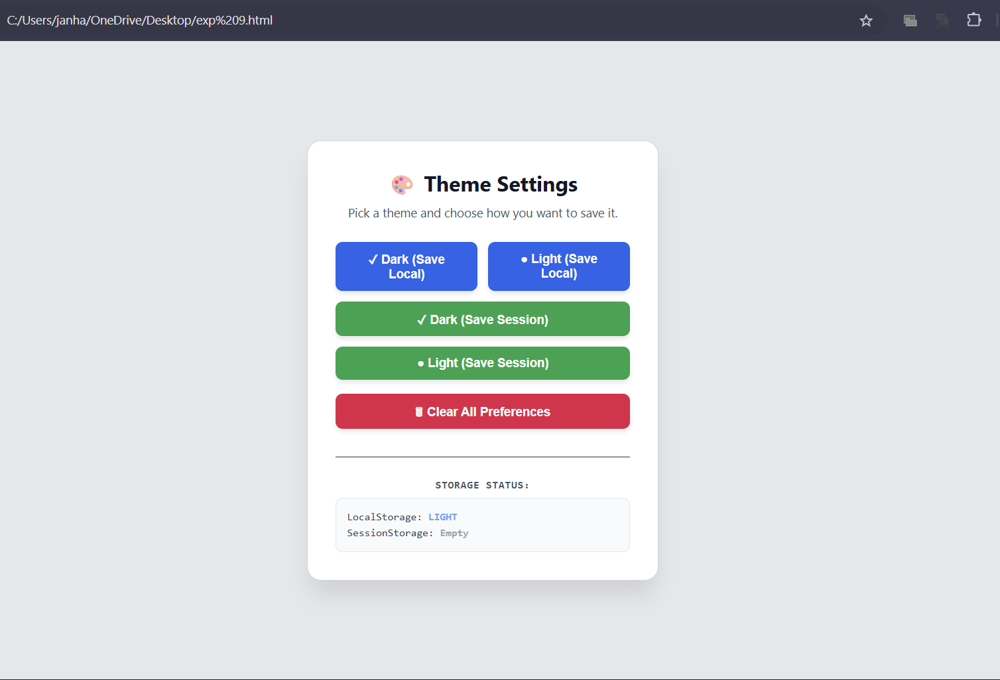 C:/Users/janha/OneDrive/Desktop/exp%209.html
🎨 Theme Settings
Pick a theme and choose how you want to save it.
✓ Dark (Save
Local)
● Light (Save
Local)
✓ Dark (Save Session)
● Light (Save Session)
🗑 Clear All Preferences
STORAGE STATUS:
LocalStorage: LIGHT
SessionStorage: Empty